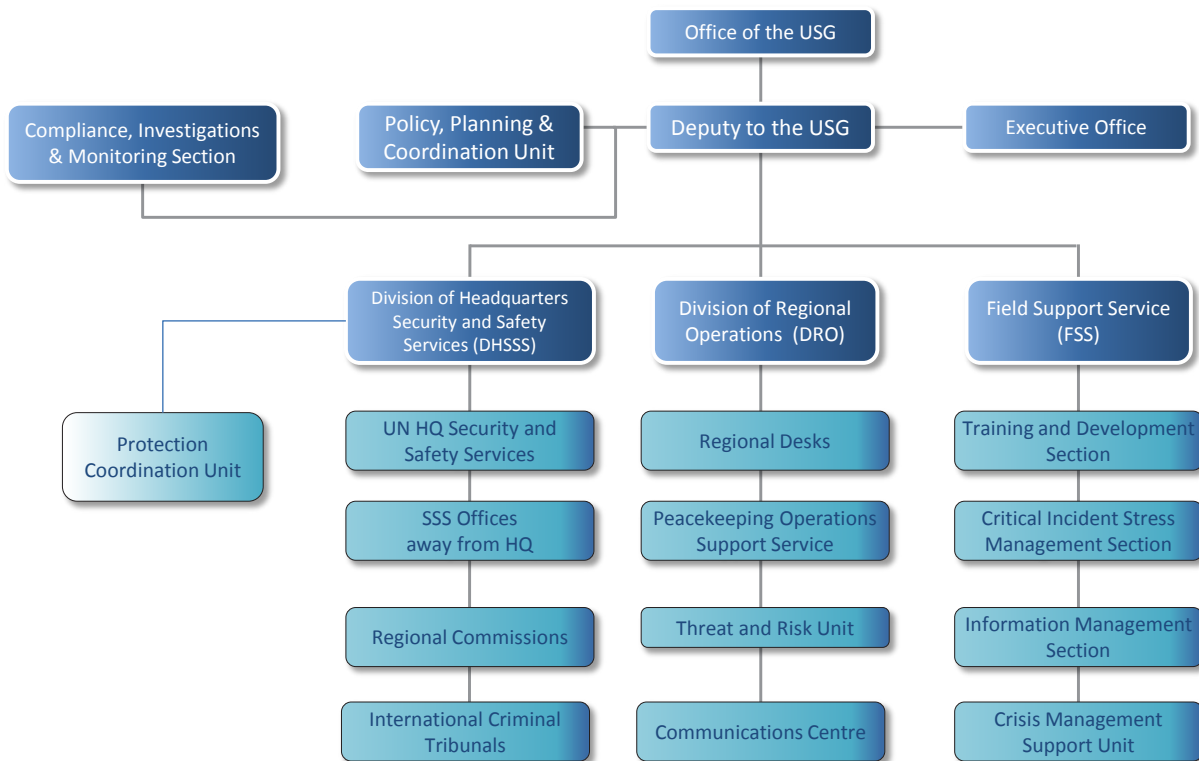 Office of the USG
Compliance, Investigations
& Monitoring Section
Policy, Planning &
Coordination Unit
Deputy to the USG
Executive Office
Division of Headquarters
Security and Safety
Services (DHSSS)
Division of Regional
Operations (DRO)
Field Support Service
(FSS)
Protection
Coordination Unit
UN HQ Security and
Safety Services
Regional Desks
Training and Development
Section
SSS Offices
away from HQ
Peacekeeping Operations
Support Service
Critical Incident Stress
Management Section
Regional Commissions
Threat and Risk Unit
Information Management
Section
International Criminal
Tribunals
Communications Centre
Crisis Management
Support Unit